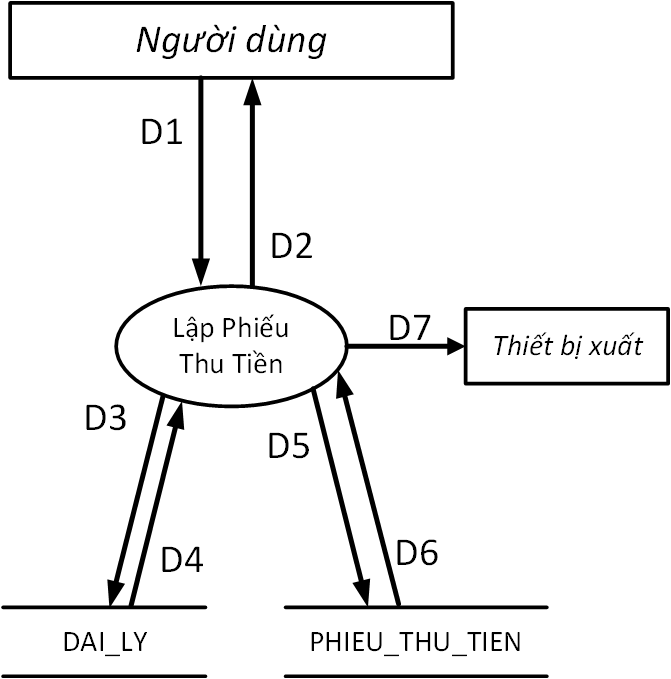 Người dùng
D1
D2
Lập Phiếu
Thu Tiền
D7
Thiết bị xuất
D3
D5
D4
D6
DAI_LY
PHIEU_THU_TIEN